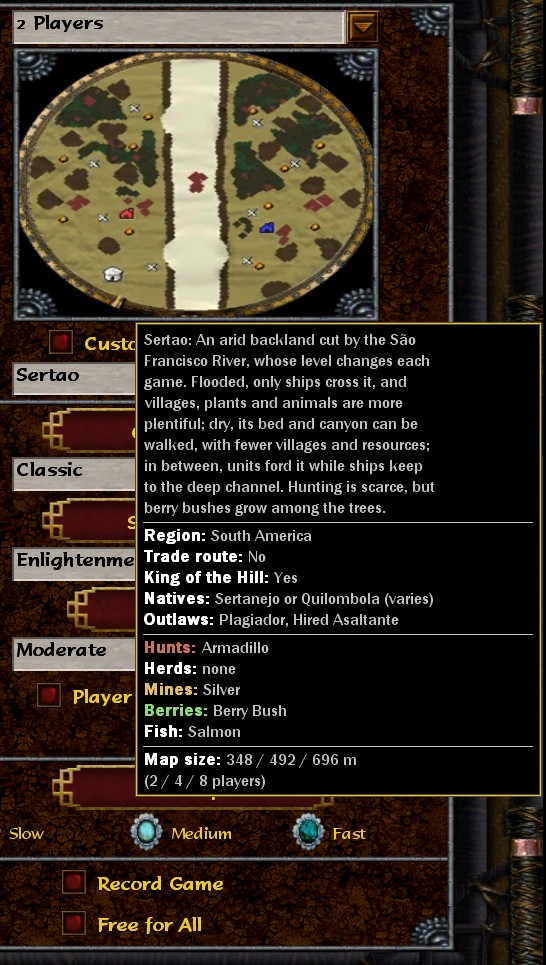 2 Players
Custo
Sertao
Classic
S
Enlightenme
Moderate
Player
Sertao: An arid backland cut by the São
Francisco River, whose level changes each
game. Flooded, only ships cross it, and
villages, plants and animals are more
plentiful; dry, its bed and canyon can be
walked, with fewer villages and resources;
in between, units ford it while ships keep
to the deep channel. Hunting is scarce, but
berry bushes grow among the trees.
Region: South America
Trade route: No
King of the Hill: Yes
Natives: Sertanejo or Quilombola (varies)
Outlaws: Plagiador, Hired Asaltante
Hunts: Armadillo
Herds: none
Mines: Silver
Berries: Berry Bush
Fish: Salmon
Map size: 348 / 492 / 696 m
(2 / 4 / 8 players)
Slow Medium Fast
Record Game
Free for All